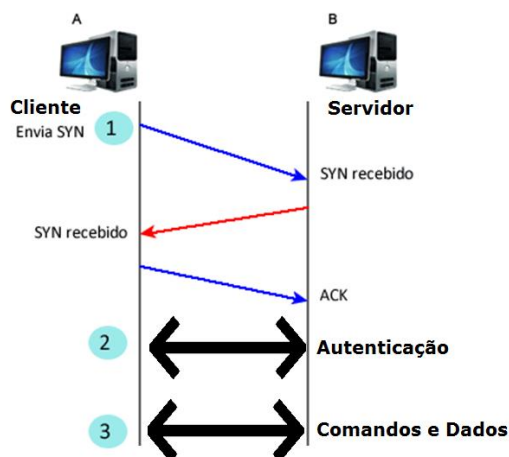 A
B
Cliente
Servidor
Envia SYN
1
SYN recebido
SYN recebido
ACK
2
Autenticação
3
Comandos e Dados